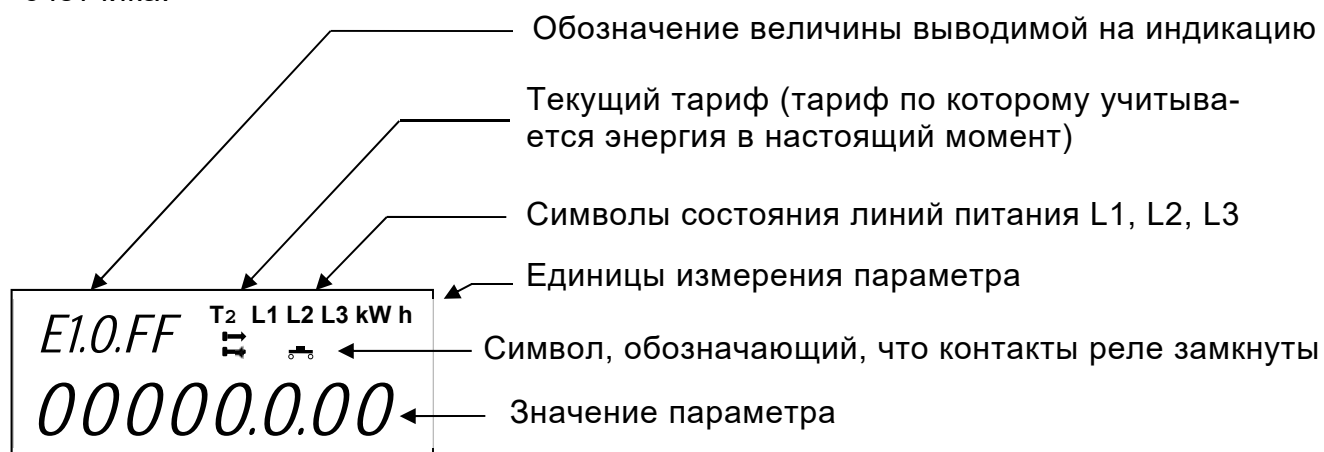 Обозначение величины выводимой на индикацию
Текущий тариф (тариф по которому учитыва-
ется энергия в настоящий момент)
Символы состояния линий питания L1, L2, L3
Единицы измерения параметра
E1.0.FF T2 L1 L2 L3 kW h
Символ, обозначающий, что контакты реле замкнуты
00000.0.00
Значение параметра